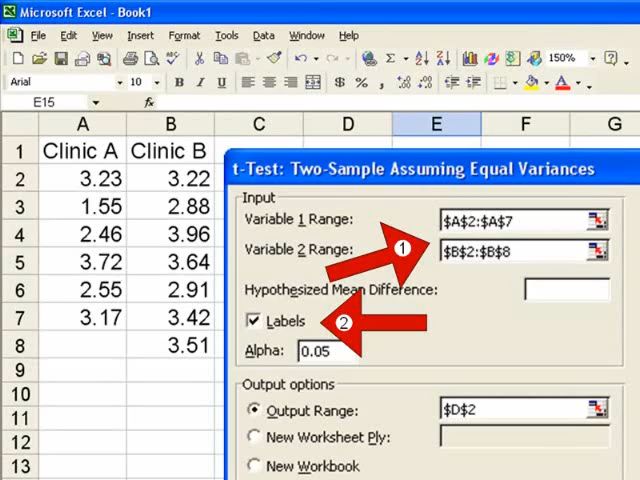 Microsoft Excel - Book1
File Edit View Insert Format Tools Data Window Help
150%
Arial 10 B I U $ % ,
E15 fx
A B C D E F G
1 Clinic A Clinic B
2 3.23 3.22
3 1.55 2.88
4 2.46 3.96
5 3.72 3.64
6 2.55 2.91
7 3.17 3.42
8 3.51
9
10
11
12
13
t-Test: Two-Sample Assuming Equal Variances
Input
Variable 1 Range: $A$2:$A$7
Variable 2 Range: $B$2:$B$8
1
Hypothesized Mean Difference:
Labels 2
Alpha: 0.05
Output options
Output Range: $D$2
New Worksheet Ply:
New Workbook